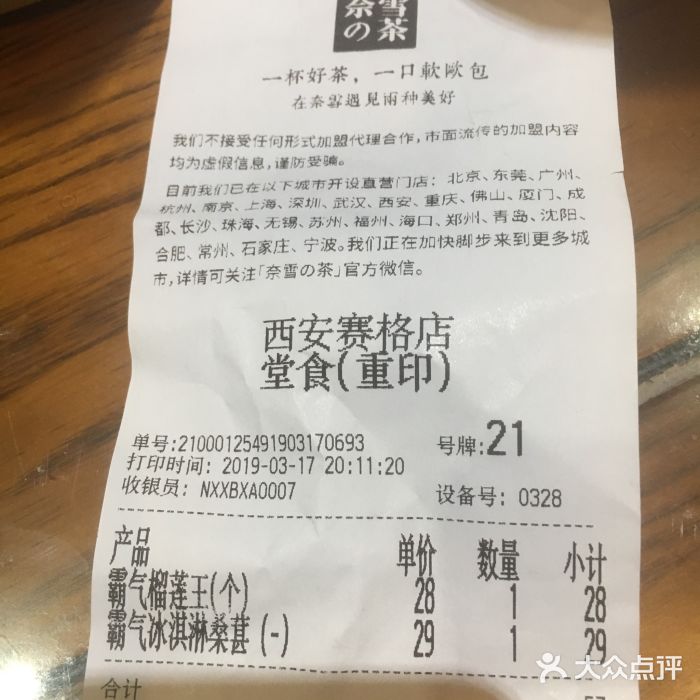 奈の 雪茶
一杯好茶，一口軟歐包
在奈雪遇見兩种美好
我们不接受任何形式加盟代理合作，市面流传的加盟内容
均为虚假信息，谨防受骗。
目前我们已在以下城市开设直营门店：北京、东莞、广州、
杭州、南京、上海、深圳、武汉、西安、重庆、佛山、厦门、成
都、长沙、珠海、无锡、苏州、福州、海口、郑州、青岛、沈阳、
合肥、常州、石家庄、宁波。我们正在加快脚步来到更多城
市，详情可关注「奈雪の茶」官方微信。
西安赛格店
堂食(重印)
单号:21000125491903170693 号牌:21
打印时间: 2019-03-17 20:11:20
收银员: NXXBXA0007 设备号: 0328
产品 单价 数量 小计
霸气榴莲王(个) 28 1 28
霸气冰淇淋桑葚 (-) 29 1 29
合计
大众点评